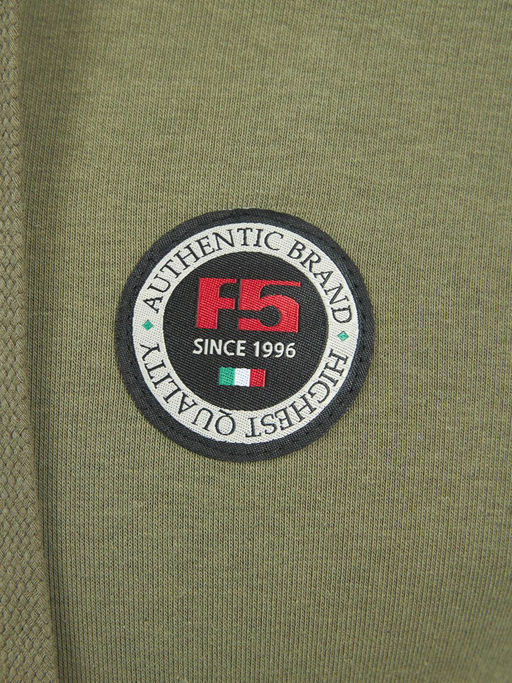 AUTHENTIC BRAND
F5
SINCE 1996
HIGHEST QUALITY